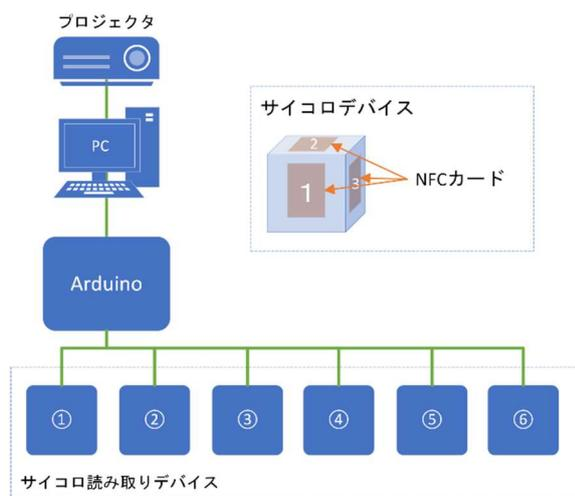 プロジェクタ
PC
サイコロデバイス
2
1
3
NFCカード
Arduino
① ② ③ ④ ⑤ ⑥
サイコロ読み取りデバイス